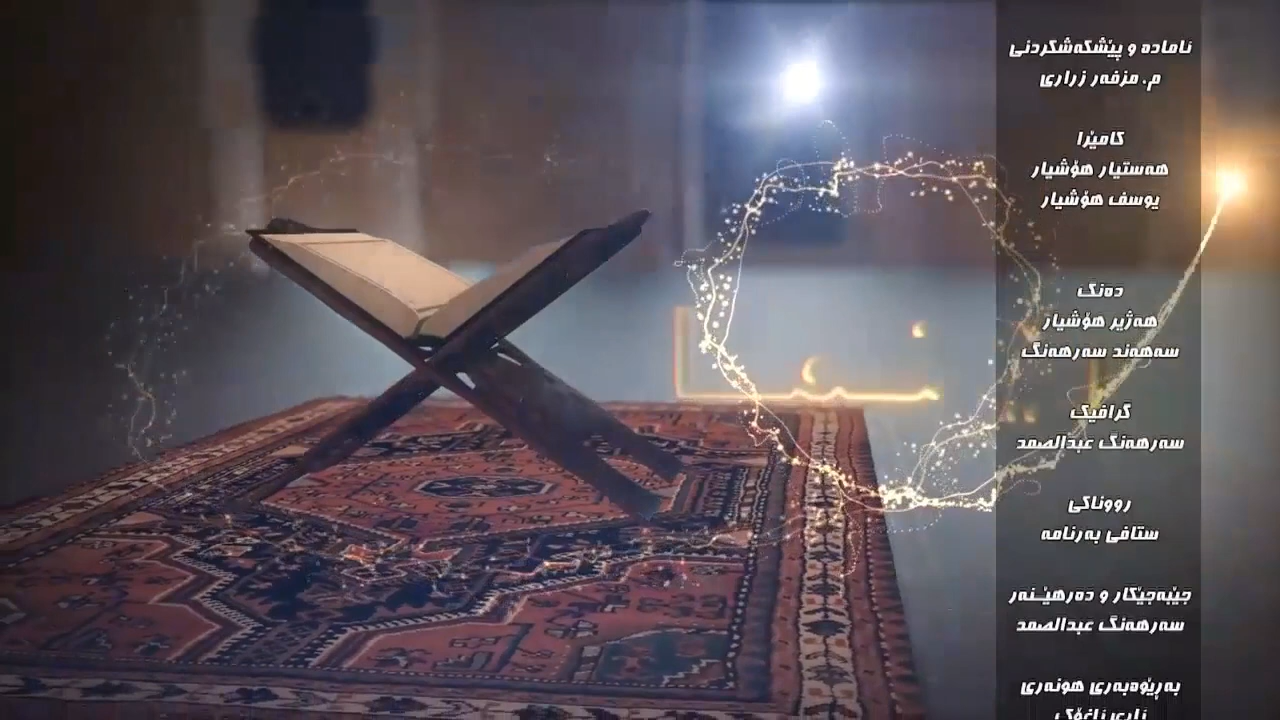 ئامادە و پێشکەشکردنی
م. مزفەر زراری
کامێرا
هەستیار هۆشیار
یوسف هۆشیار
دەنگ
هەژیر هۆشیار
سەهەند سەرهەنگ
گرافیک
سەرهەنگ عبدالصمد
رووناکی
ستافی بەرنامە
جێبەجێکار و دەرهێنەر
سەرهەنگ عبدالصمد
بەڕێوەبەری هونەری